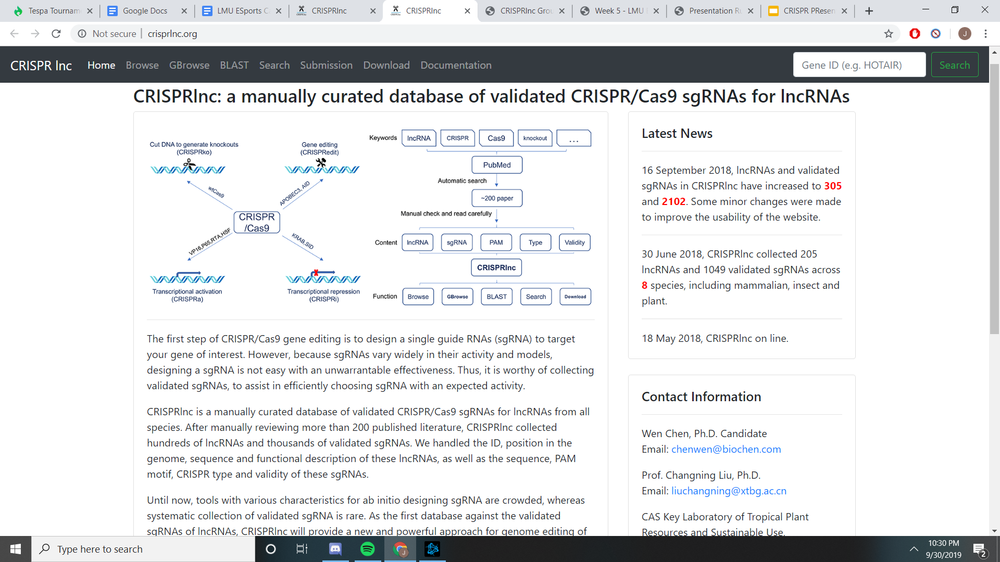 Tespa Tournam
Google Docs
LMU ESports C
CRISPRlnc
CRISPRlnc
CRISPRlnc Grou
Week 5 - LMU
Presentation Ru
CRISPR PResen
Not secure
crisprlnc.org
J
CRISPR lnc
Home
Browse
GBrowse
BLAST
Search
Submission
Download
Documentation
Gene ID (e.g. HOTAIR)
Search
CRISPRlnc: a manually curated database of validated CRISPR/Cas9 sgRNAs for lncRNAs
Cut DNA to generate knockouts
(CRISPRko)
Gene editing
(CRISPRedit)
wtCas9
APOBEC3, AID
CRISPR
/Cas9
VP16,P65,RTA,HSF
KRAB,SID
Transcriptional activation
(CRISPRa)
Transcriptional repression
(CRISPRi)
Keywords
lncRNA
CRISPR
Cas9
knockout
...
PubMed
Automatic search
~200 paper
Manual check and read carefully
Content
lncRNA
sgRNA
PAM
Type
Validity
CRISPRlnc
Function
Browse
GBrowse
BLAST
Search
Download
The first step of CRISPR/Cas9 gene editing is to design a single guide RNAs (sgRNA) to target
your gene of interest. However, because sgRNAs vary widely in their activity and models,
designing a sgRNA is not easy with an unwarrantable effectiveness. Thus, it is worthy of collecting
validated sgRNAs, to assist in efficiently choosing sgRNA with an expected activity.
CRISPRlnc is a manually curated database of validated CRISPR/Cas9 sgRNAs for lncRNAs from all
species. After manually reviewing more than 200 published literature, CRISPRlnc collected
hundreds of lncRNAs and thousands of validated sgRNAs. We handled the ID, position in the
genome, sequence and functional description of these lncRNAs, as well as the sequence, PAM
motif, CRISPR type and validity of these sgRNAs.
Until now, tools with various characteristics for ab initio designing sgRNA are crowded, whereas
systematic collection of validated sgRNA is rare. As the first database against the validated
sgRNAs of lncRNAs, CRISPRlnc will provide a new and powerful approach for genome editing of
Latest News
16 September 2018, lncRNAs and validated
sgRNAs in CRISPRlnc have increased to 305
and 2102. Some minor changes were made
to improve the usability of the website.
30 June 2018, CRISPRlnc collected 205
lncRNAs and 1049 validated sgRNAs across
8 species, including mammalian, insect and
plant.
18 May 2018, CRISPRlnc on line.
Contact Information
Wen Chen, Ph.D. Candidate
Email: chenwen@biochen.com
Prof. Changning Liu, Ph.D.
Email: liuchangning@xtbg.ac.cn
CAS Key Laboratory of Tropical Plant
Resources and Sustainable Use,
Type here to search
10:30 PM
9/30/2019
2